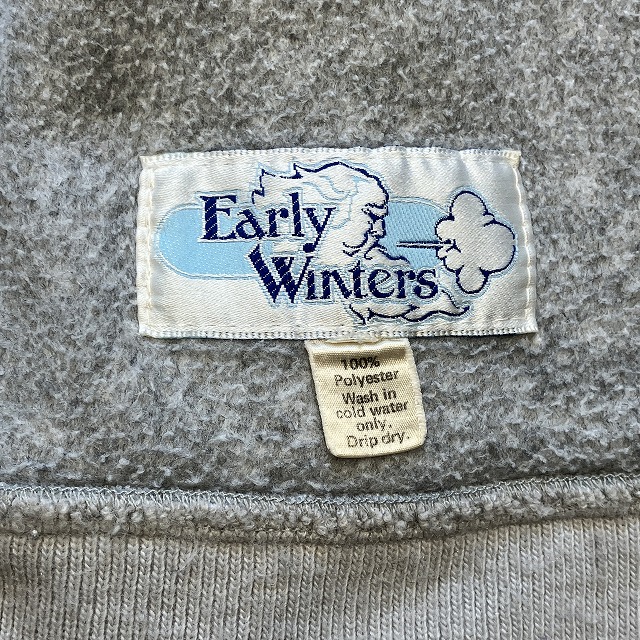 Early
Winters
100%
Polyester
Wash in
cold water
only.
Drip dry.